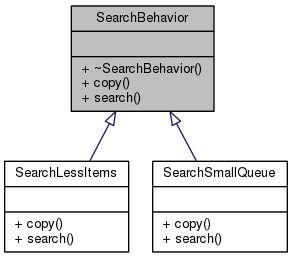 SearchBehavior
+ ~SearchBehavior()
+ copy()
+ search()
SearchLessItems
+ copy()
+ search()
SearchSmallQueue
+ copy()
+ search()